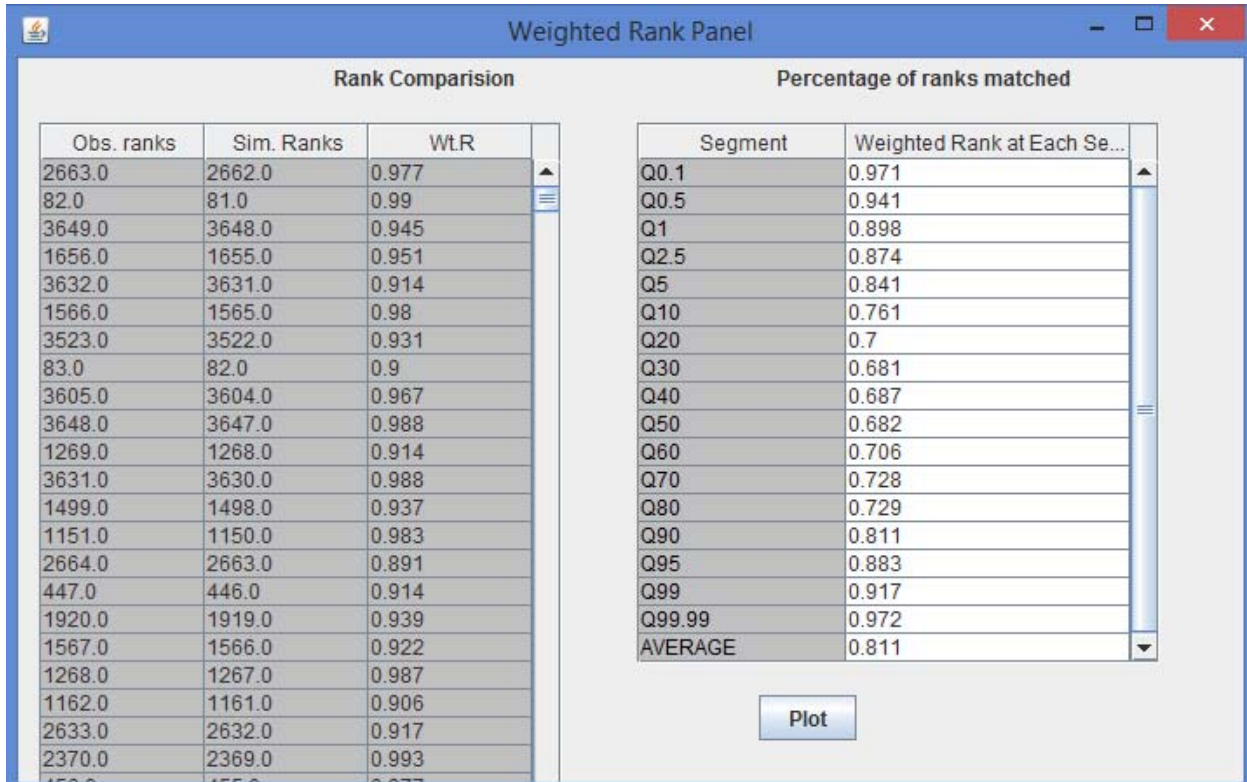 Weighted Rank Panel
Rank Comparision
Obs. ranks Sim. Ranks Wt.R
2663.0 2662.0 0.977
82.0 81.0 0.99
3649.0 3648.0 0.945
1656.0 1655.0 0.951
3632.0 3631.0 0.914
1566.0 1565.0 0.98
3523.0 3522.0 0.931
83.0 82.0 0.9
3605.0 3604.0 0.967
3648.0 3647.0 0.988
1269.0 1268.0 0.914
3631.0 3630.0 0.988
1499.0 1498.0 0.937
1151.0 1150.0 0.983
2664.0 2663.0 0.891
447.0 446.0 0.914
1920.0 1919.0 0.939
1567.0 1566.0 0.922
1268.0 1267.0 0.987
1162.0 1161.0 0.906
2633.0 2632.0 0.917
2370.0 2369.0 0.993
Percentage of ranks matched
Segment Weighted Rank at Each Se...
Q0.1 0.971
Q0.5 0.941
Q1 0.898
Q2.5 0.874
Q5 0.841
Q10 0.761
Q20 0.7
Q30 0.681
Q40 0.687
Q50 0.682
Q60 0.706
Q70 0.728
Q80 0.729
Q90 0.811
Q95 0.883
Q99 0.917
Q99.99 0.972
AVERAGE 0.811
Plot